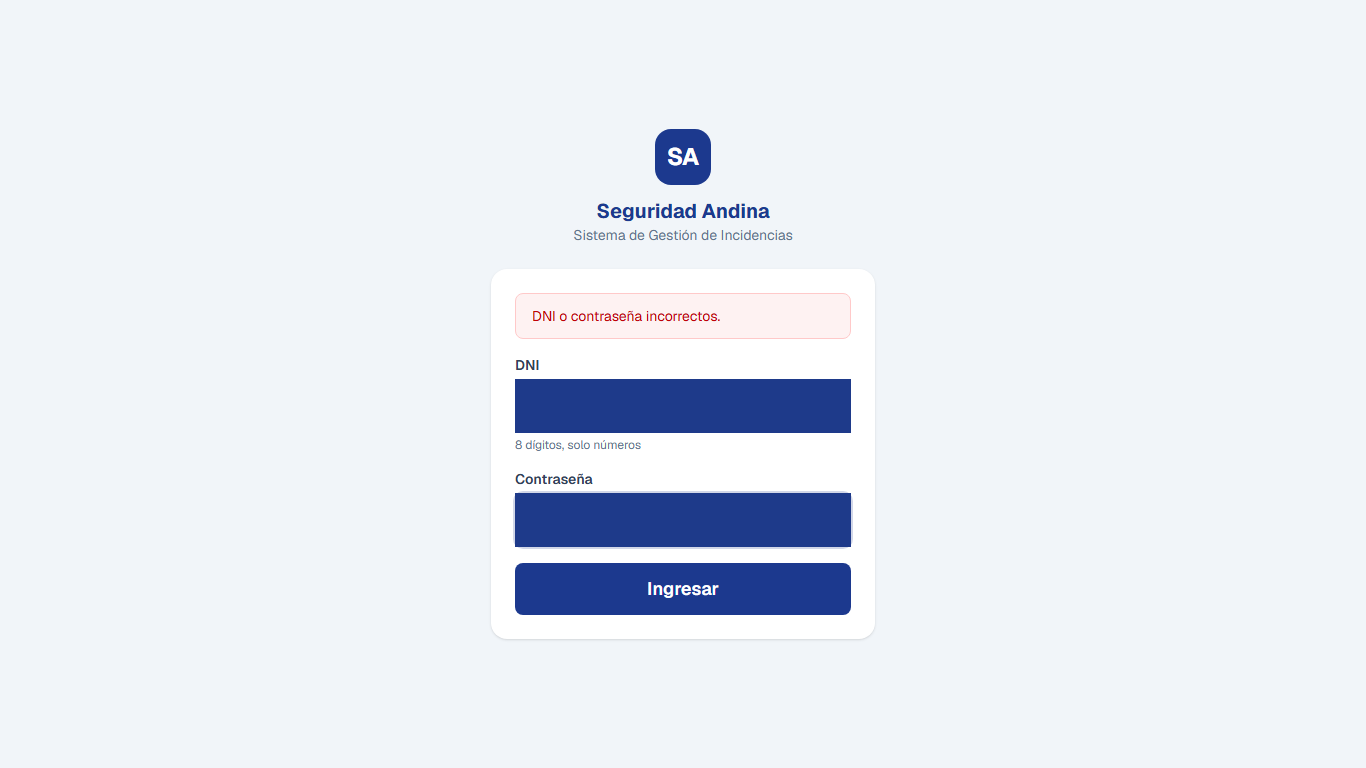 SA
Seguridad Andina
Sistema de Gestión de Incidencias
DNI o contraseña incorrectos.
DNI
8 dígitos, solo números
Contraseña
Ingresar